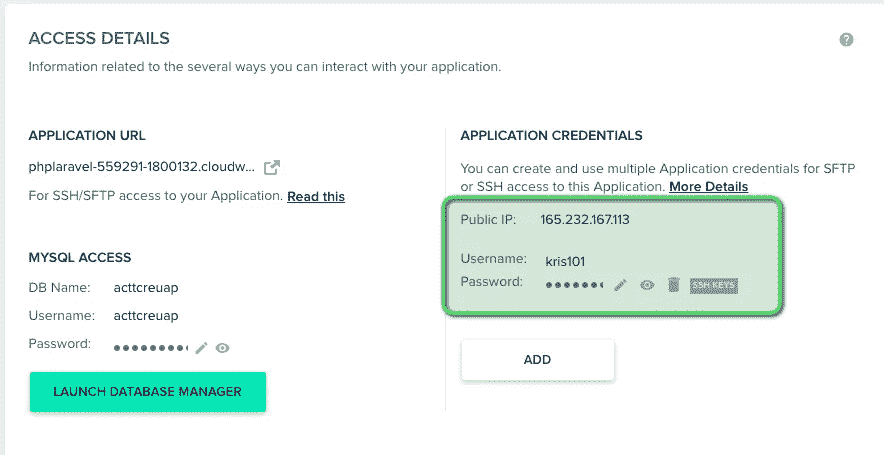 ACCESS DETAILS
Information related to the several ways you can interact with your application.
APPLICATION URL
phplaravel-559291-1800132.cloudw...
For SSH/SFTP access to your Application. Read this
MYSQL ACCESS
DB Name: acttcreuap
Username: acttcreuap
Password:
LAUNCH DATABASE MANAGER
APPLICATION CREDENTIALS
You can create and use multiple Application credentials for SFTP
or SSH access to this Application. More Details
Public IP: 165.232.167.113
Username: kris101
Password: SSH KEYS
ADD